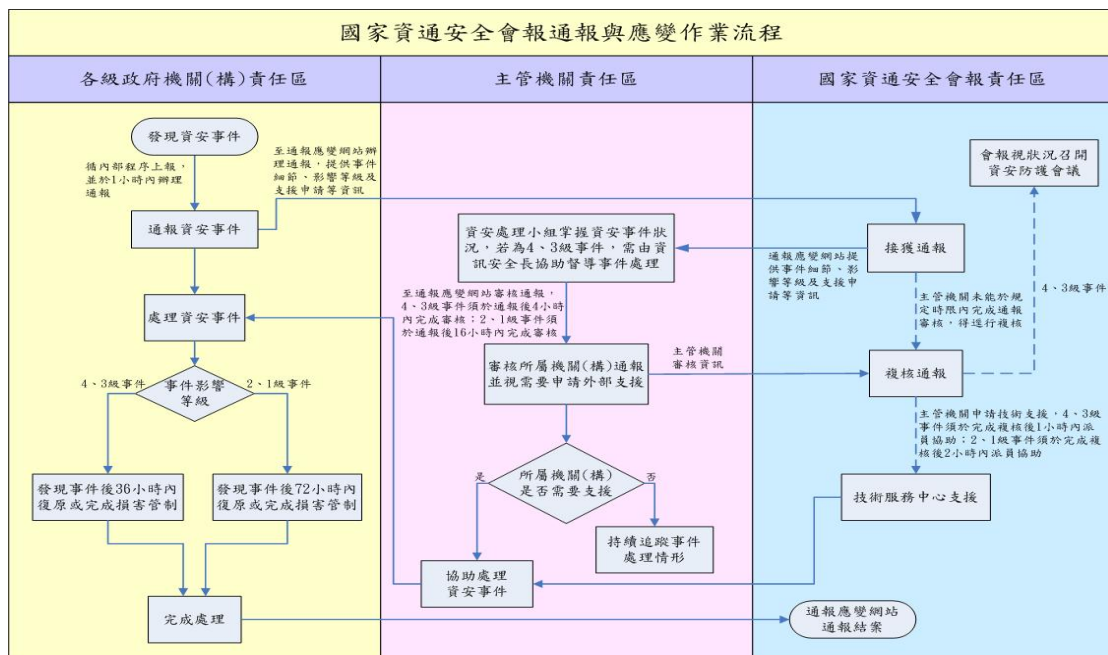 國家資通安全會報通報與應變作業流程
各級政府機關(構)責任區
主管機關責任區
國家資通安全會報責任區
發現資安事件
循內部程序上報，
並於1小時內辦理
通報
至通報應變網站辦
理通報，提供事件
細節、影響等級及
支援申請等資訊
通報資安事件
處理資安事件
4、3級事件
2、1級事件
事件影響
等級
發現事件後36小時內
復原或完成損害管制
發現事件後72小時內
復原或完成損害管制
完成處理
資安處理小組掌握資安事件狀
況，若為4、3級事件，需由資
訊安全長協助督導事件處理
至通報應變網站審核通報，
4、3級事件須於通報後4小時
內完成審核；2、1級事件須
於通報後16小時內完成審核
審核所屬機關(構)通報
並視需要申請外部支援
主管機關
審核資訊
所屬機關(構)
是否需要支援
是
否
持續追蹤事件
處理情形
協助處理
資安事件
會報視狀況召開
資安防護會議
接獲通報
通報應變網站提
供事件細節、影
響等級及支援申
請等資訊
主管機關未能於規
定時限內完成通報
審核，得逕行複核
4、3級事件
複核通報
主管機關申請技術支援，4、3級
事件須於完成複核後1小時內派
員協助；2、1級事件須於完成複
核後2小時內派員協助
技術服務中心支援
通報應變網站
通報結案